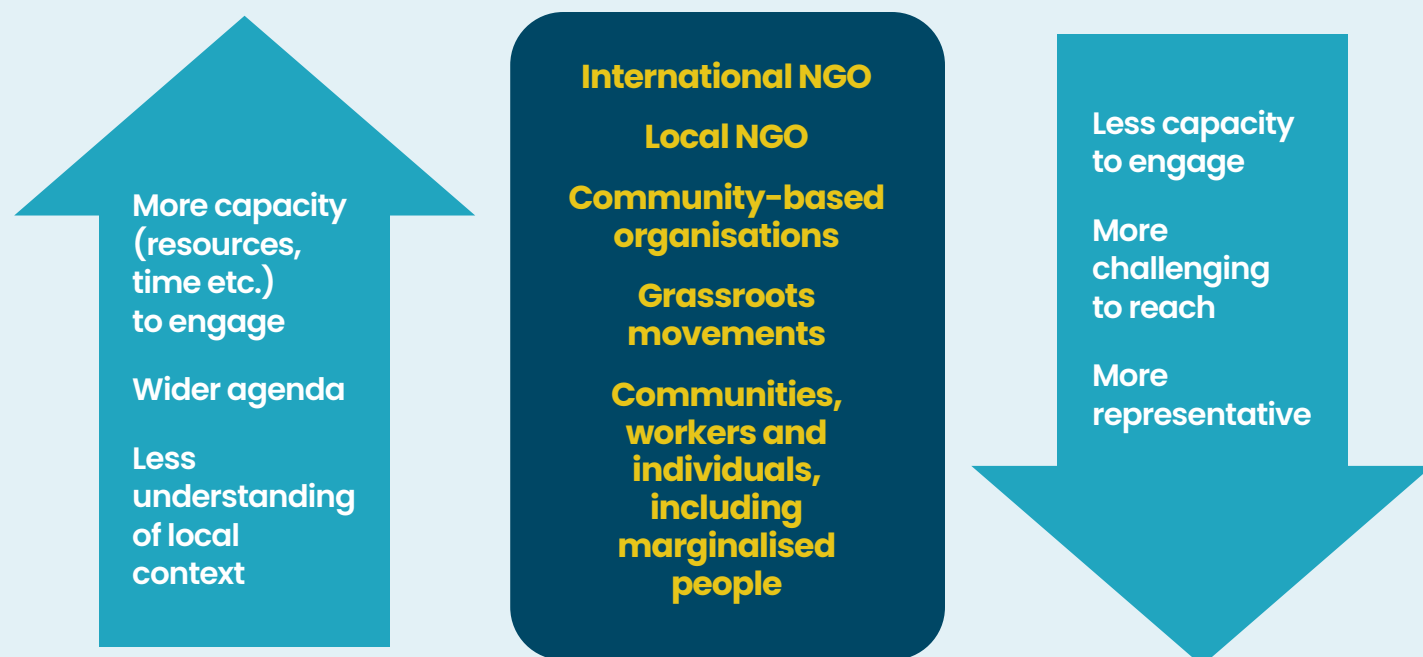 More capacity
(resources,
time etc.)
to engage
Wider agenda
Less
understanding
of local
context
International NGO
Local NGO
Community-based
organisations
Grassroots
movements
Communities,
workers and
individuals,
including
marginalised
people
Less capacity
to engage
More
challenging
to reach
More
representative